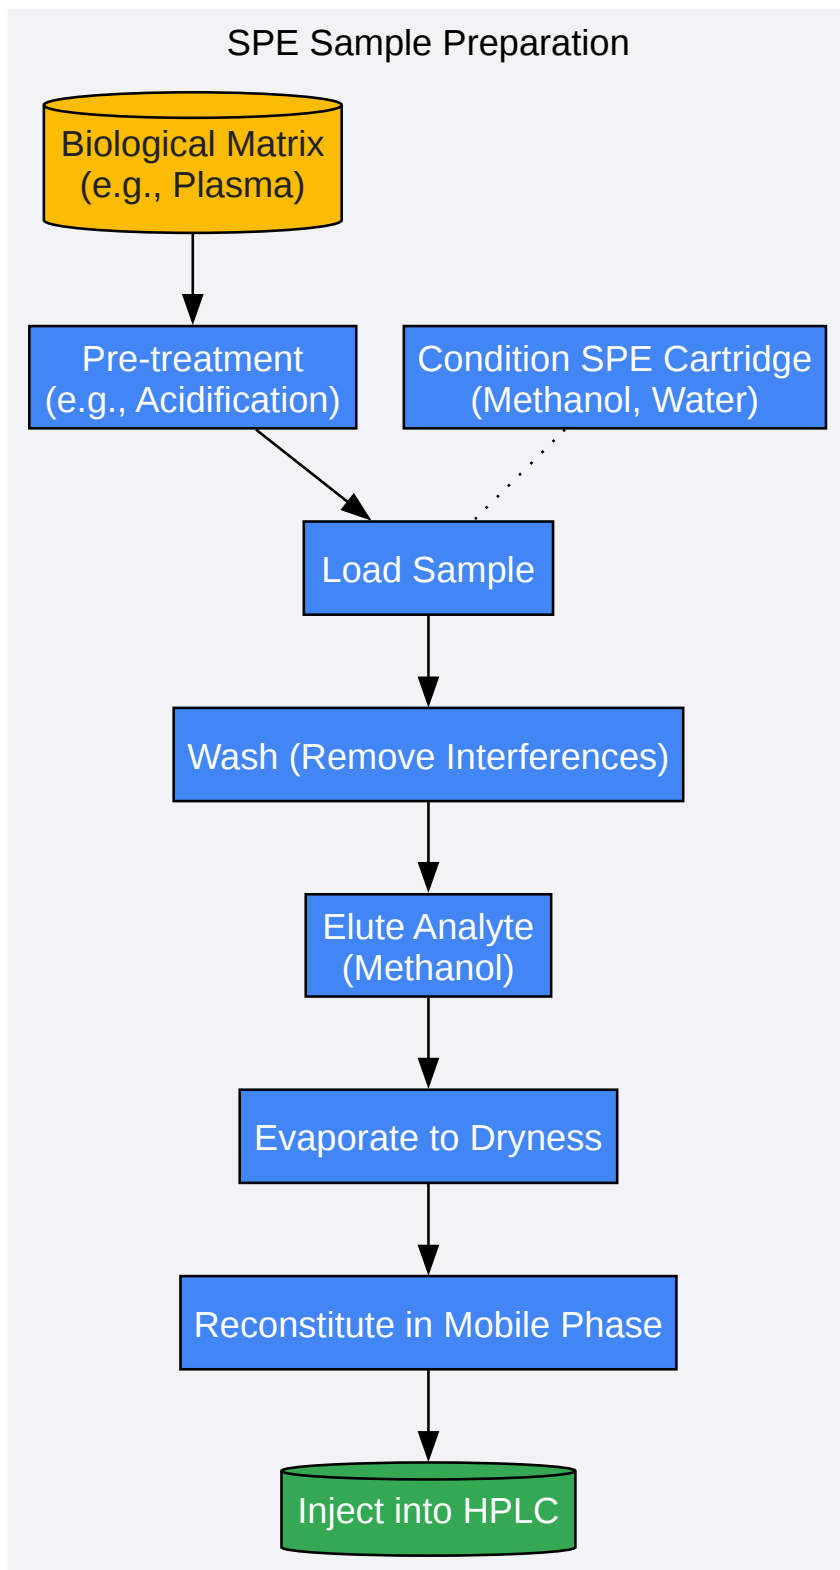 SPE Sample Preparation
Biological Matrix
(e.g., Plasma)
Pre-treatment
(e.g., Acidification)
Condition SPE Cartridge
(Methanol, Water)
Load Sample
Wash (Remove Interferences)
Elute Analyte
(Methanol)
Evaporate to Dryness
Reconstitute in Mobile Phase
Inject into HPLC